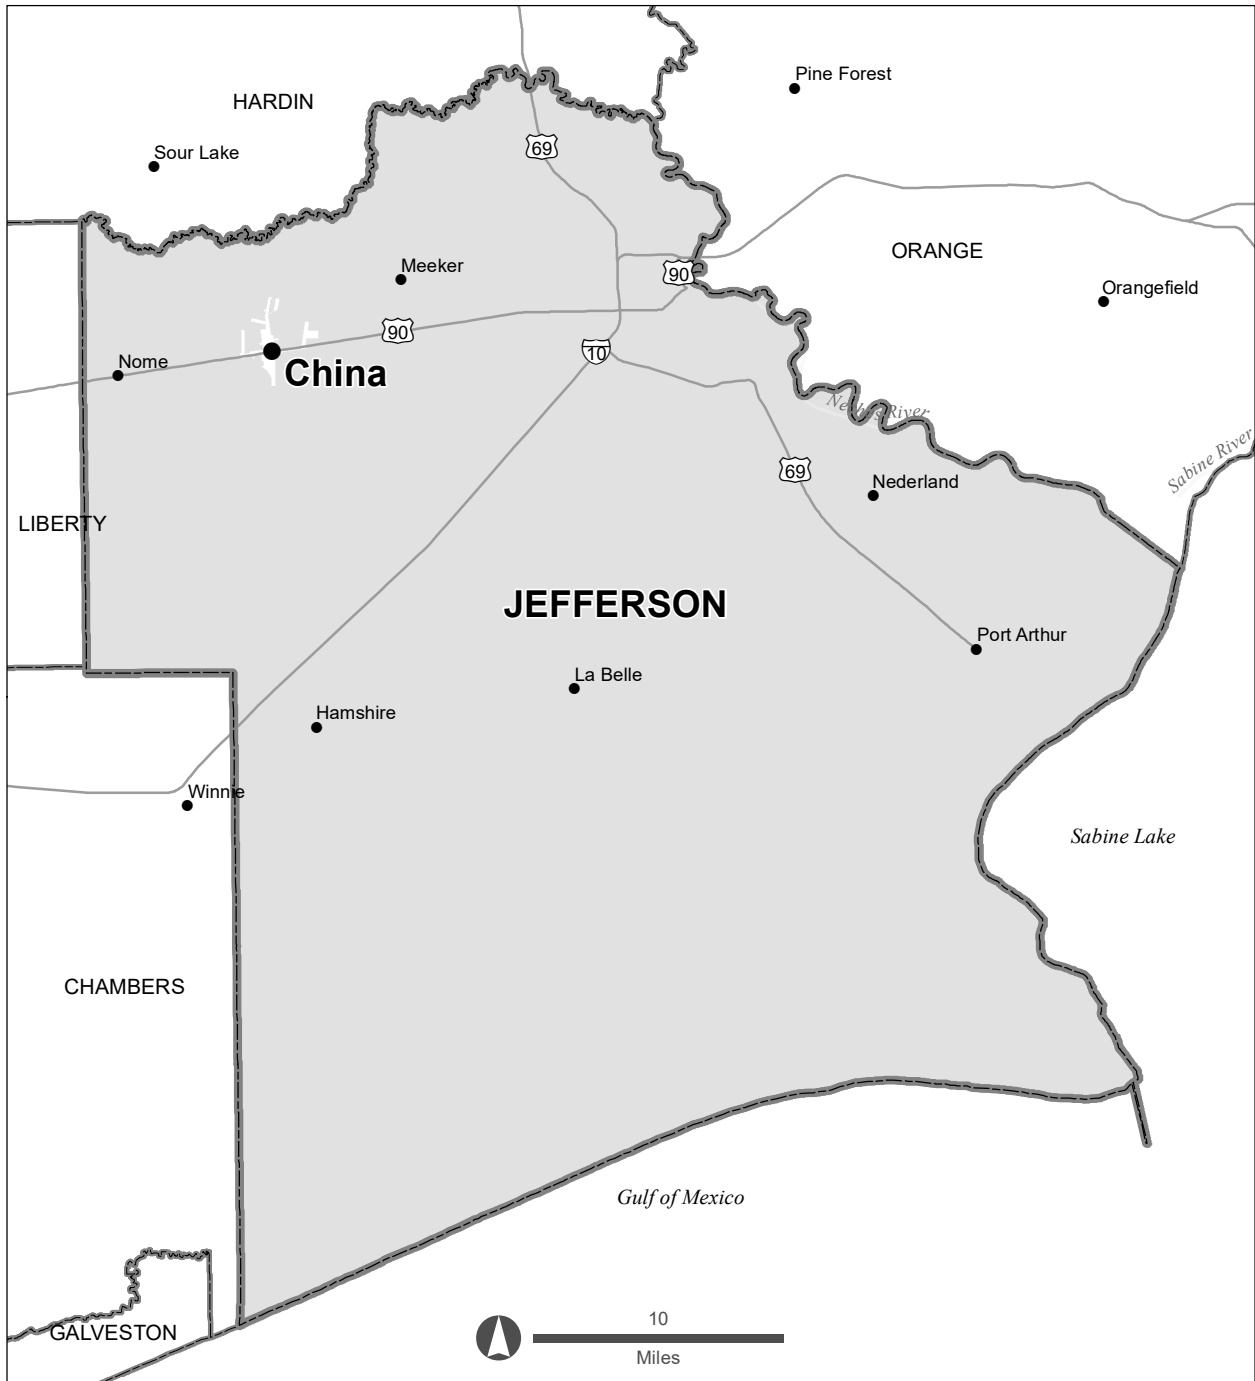 Pine Forest
HARDIN
69
Sour Lake
ORANGE
Meeker
90
Orangefield
90
10
Nome
China
Neches River
Sabine River
69
Nederland
LIBERTY
JEFFERSON
Port Arthur
La Belle
Hamshire
Winnie
Sabine Lake
CHAMBERS
Gulf of Mexico
10
GALVESTON
Miles